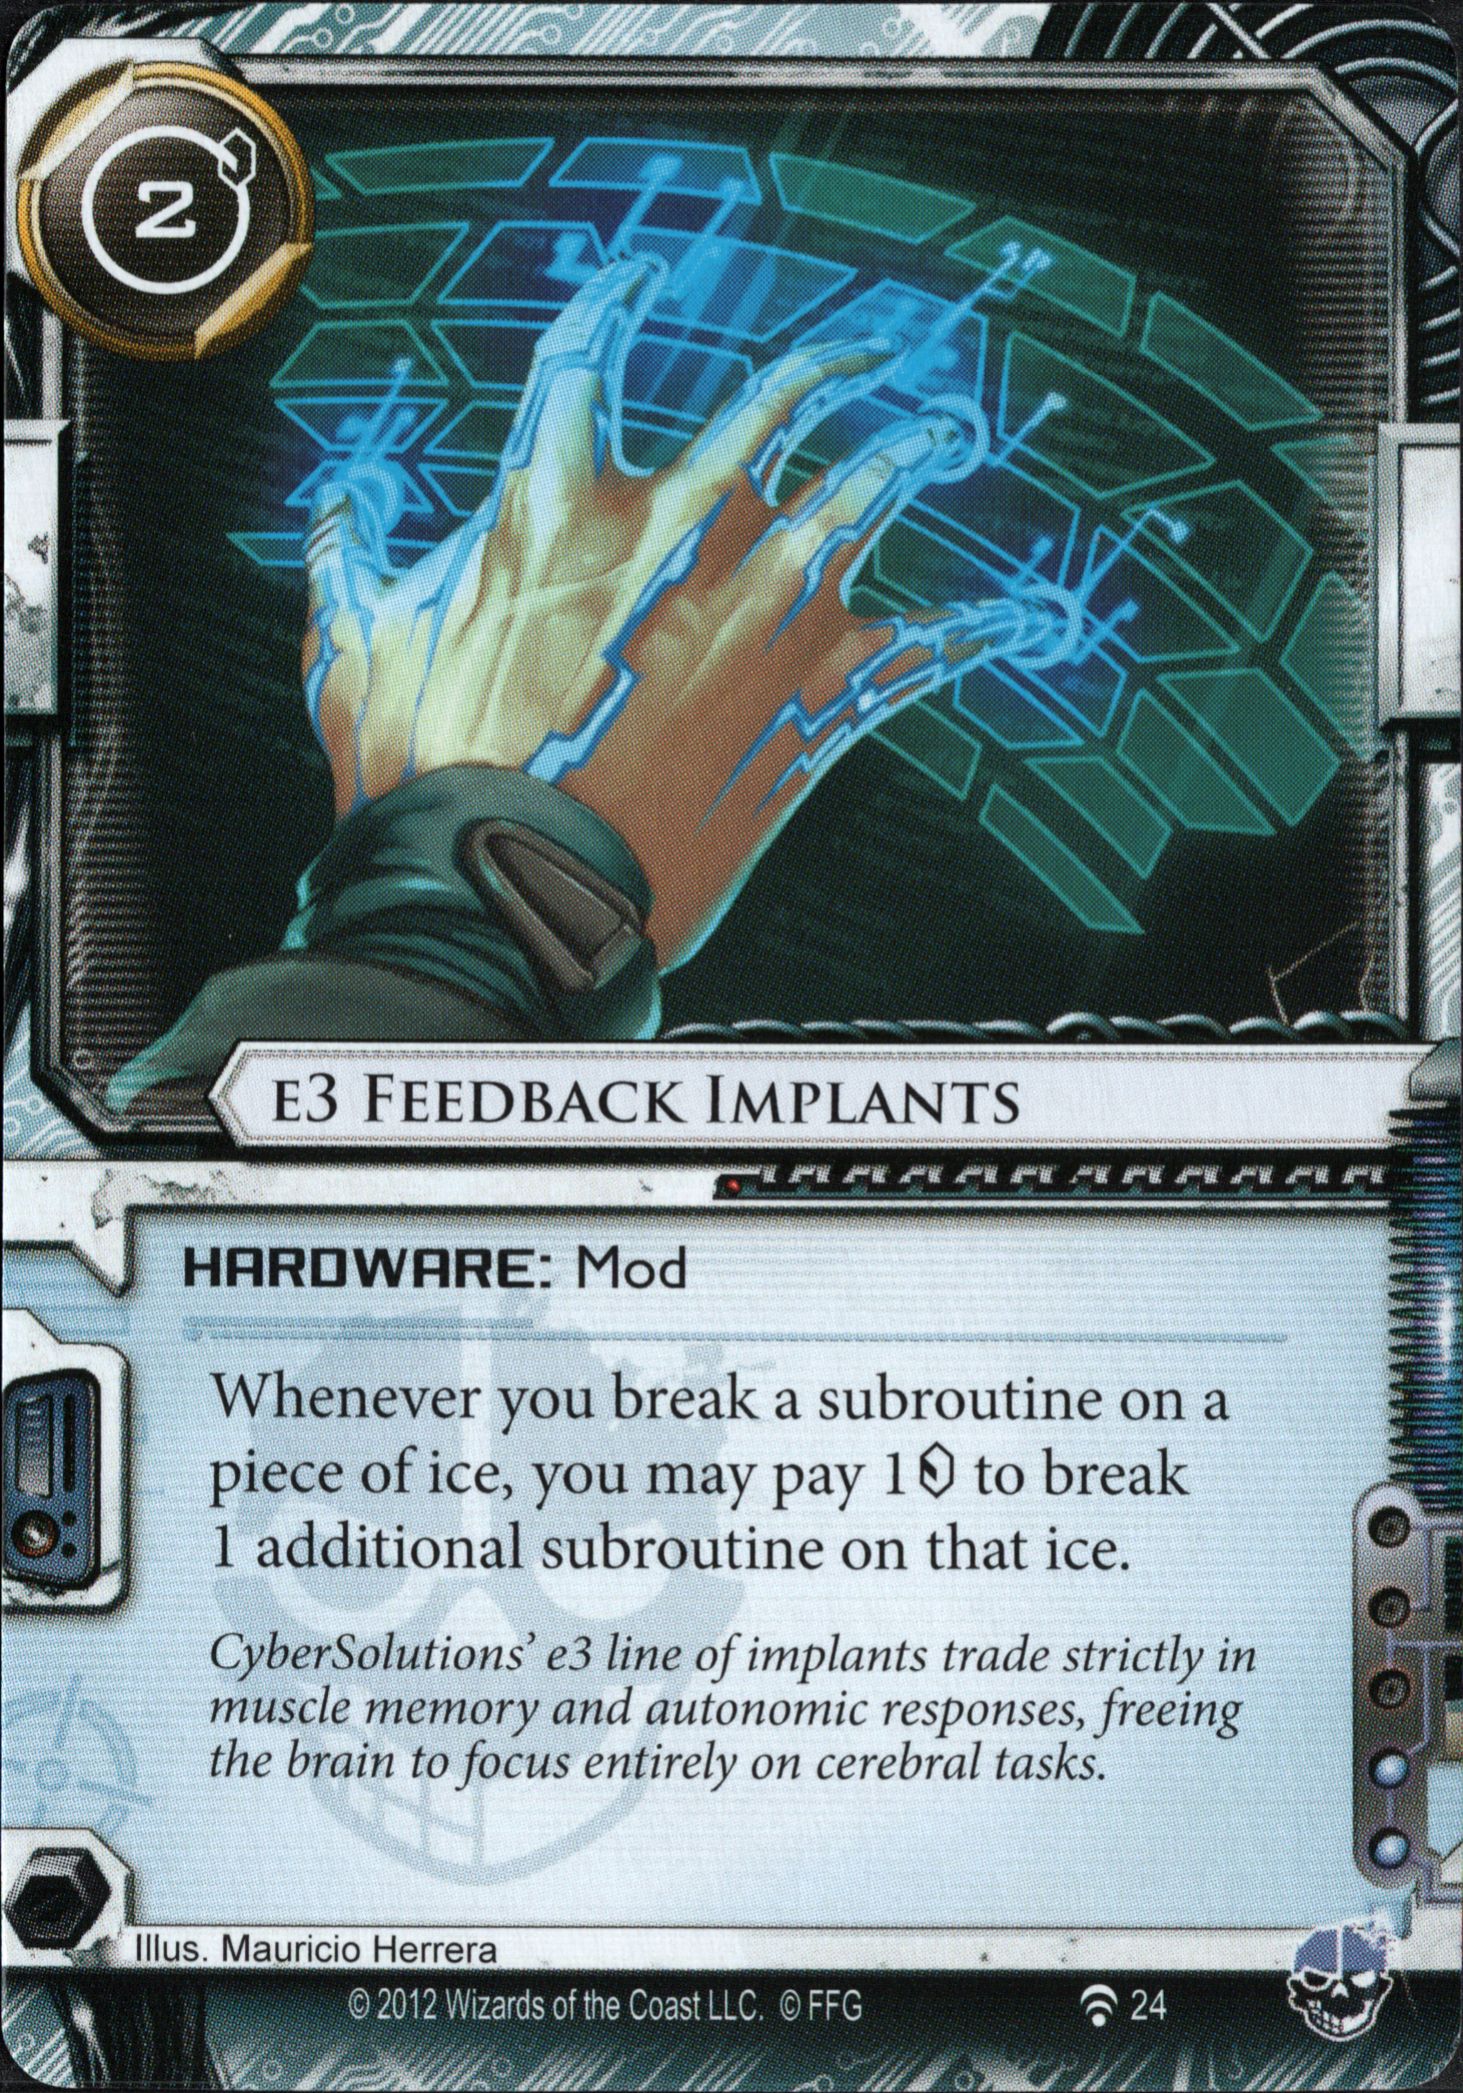 2
e3 Feedback Implants
HARDWARE: Mod
Whenever you break a subroutine on a
piece of ice, you may pay 1 to break
1 additional subroutine on that ice.
CyberSolutions’ e3 line of implants trade strictly in
muscle memory and autonomic responses, freeing
the brain to focus entirely on cerebral tasks.
Illus. Mauricio Herrera
© 2012 Wizards of the Coast LLC. © FFG
24